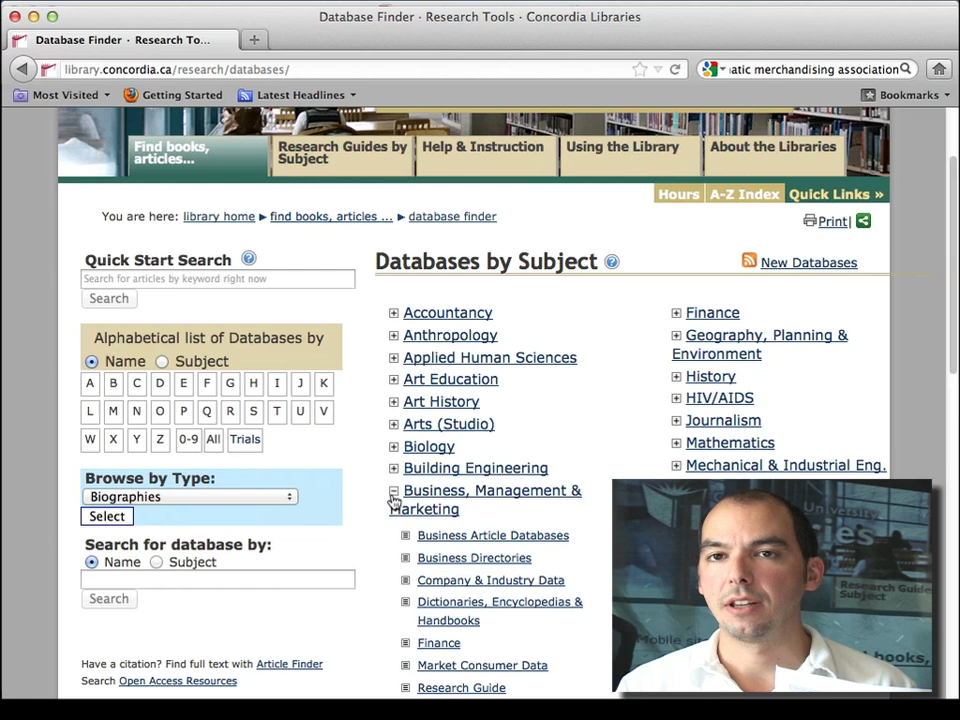 Database Finder · Research Tools · Concordia Libraries
Database Finder · Research To...
library.concordia.ca/research/databases/
atic merchandising association
Most Visited
Getting Started
Latest Headlines
Bookmarks
Find books, articles...
Research Guides by Subject
Help & Instruction
Using the Library
About the Libraries
Hours
A-Z Index
Quick Links »
You are here: library home ▸ find books, articles ... ▸ database finder
Print|
Quick Start Search
Search for articles by keyword right now
Search
Alphabetical list of Databases by
Name Subject
A B C D E F G H I J K
L M N O P Q R S T U V
W X Y Z 0-9 All Trials
Browse by Type:
Biographies
Select
Search for database by:
Name Subject
Search
Have a citation? Find full text with Article Finder
Search Open Access Resources
Databases by Subject
New Databases
Accountancy
Anthropology
Applied Human Sciences
Art Education
Art History
Arts (Studio)
Biology
Building Engineering
Business, Management &
Marketing
Business Article Databases
Business Directories
Company & Industry Data
Dictionaries, Encyclopedias &
Handbooks
Finance
Market Consumer Data
Research Guide
Finance
Geography, Planning &
Environment
History
HIV/AIDS
Journalism
Mathematics
Mechanical & Industrial Eng.
University
Research Guide
Subject
Mobile